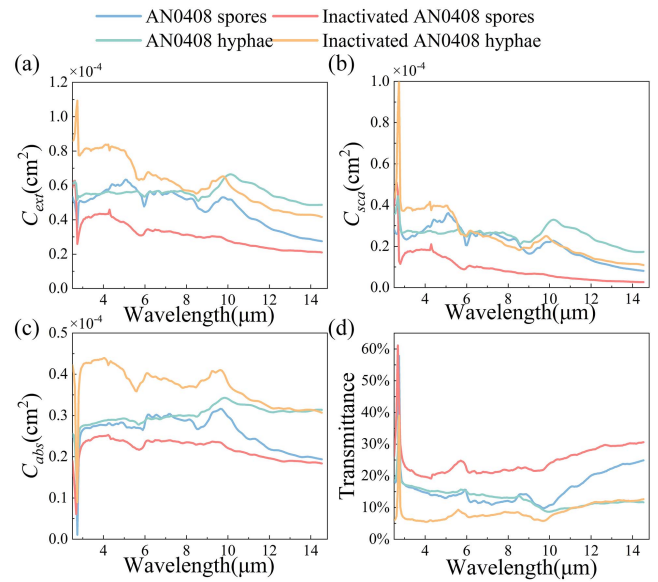 AN0408 spores
Inactivated AN0408 spores
AN0408 hyphae
Inactivated AN0408 hyphae
(a)
×10⁻⁴
1.2
1.0
0.8
0.6
0.4
0.2
0.0
C_ext(cm²)
4 6 8 10 12 14
Wavelength(μm)
(b)
×10⁻⁴
1.0
0.8
0.6
0.4
0.2
0.0
C_sca(cm²)
4 6 8 10 12 14
Wavelength(μm)
(c)
×10⁻⁴
0.5
0.4
0.3
0.2
0.4
0.0
C_abs(cm²)
4 6 8 10 12 14
Wavelength(μm)
(d)
60%
50%
40%
30%
20%
10%
0%
Transmittance
4 6 8 10 12 14
Wavelength(μm)